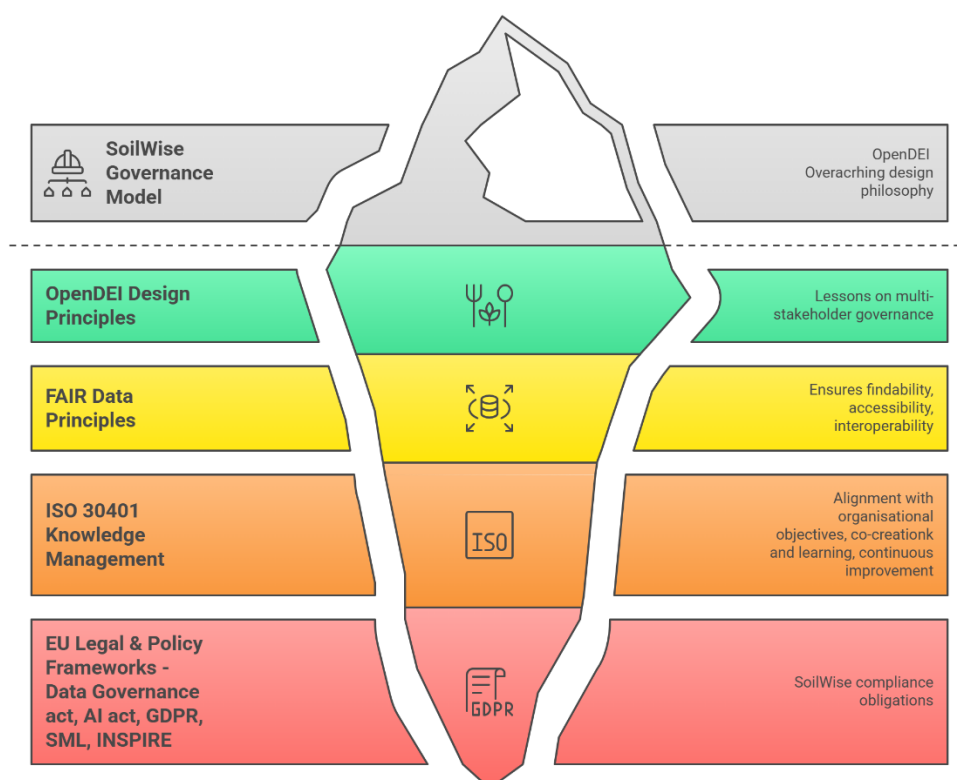 SoilWise
Governance
Model
OpenDEI
Overacrhing design
philosophy
OpenDEI Design
Principles
Lessons on multi-
stakeholder governance
FAIR Data
Principles
Ensures findability,
accessibility,
interoperability
ISO 30401
Knowledge
Management
ISO
Alignment with
organisational
objectives, co-creationk
and learning, continuous
improvement
EU Legal & Policy
Frameworks -
Data Governance
act, AI act, GDPR,
SML, INSPIRE
GDPR
SoilWise compliance
obligations